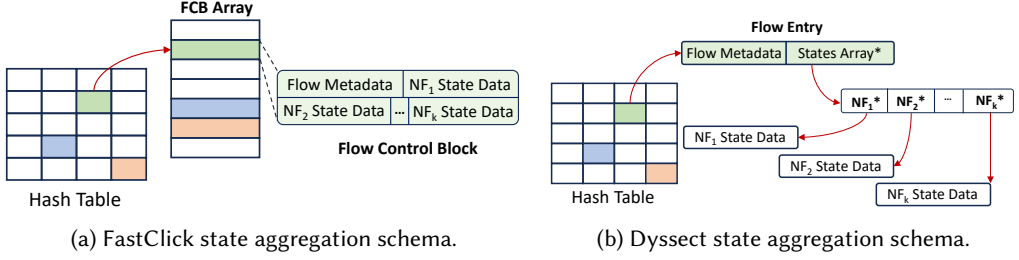 FCB Array
Flow Metadata
NF1 State Data
NF2 State Data
...
NFk State Data
Flow Control Block
Hash Table
(a) FastClick state aggregation schema.
Flow Entry
Flow Metadata
States Array*
NF1*
NF2*
...
NFk*
NF1 State Data
NF2 State Data
NFk State Data
Hash Table
(b) Dyssect state aggregation schema.